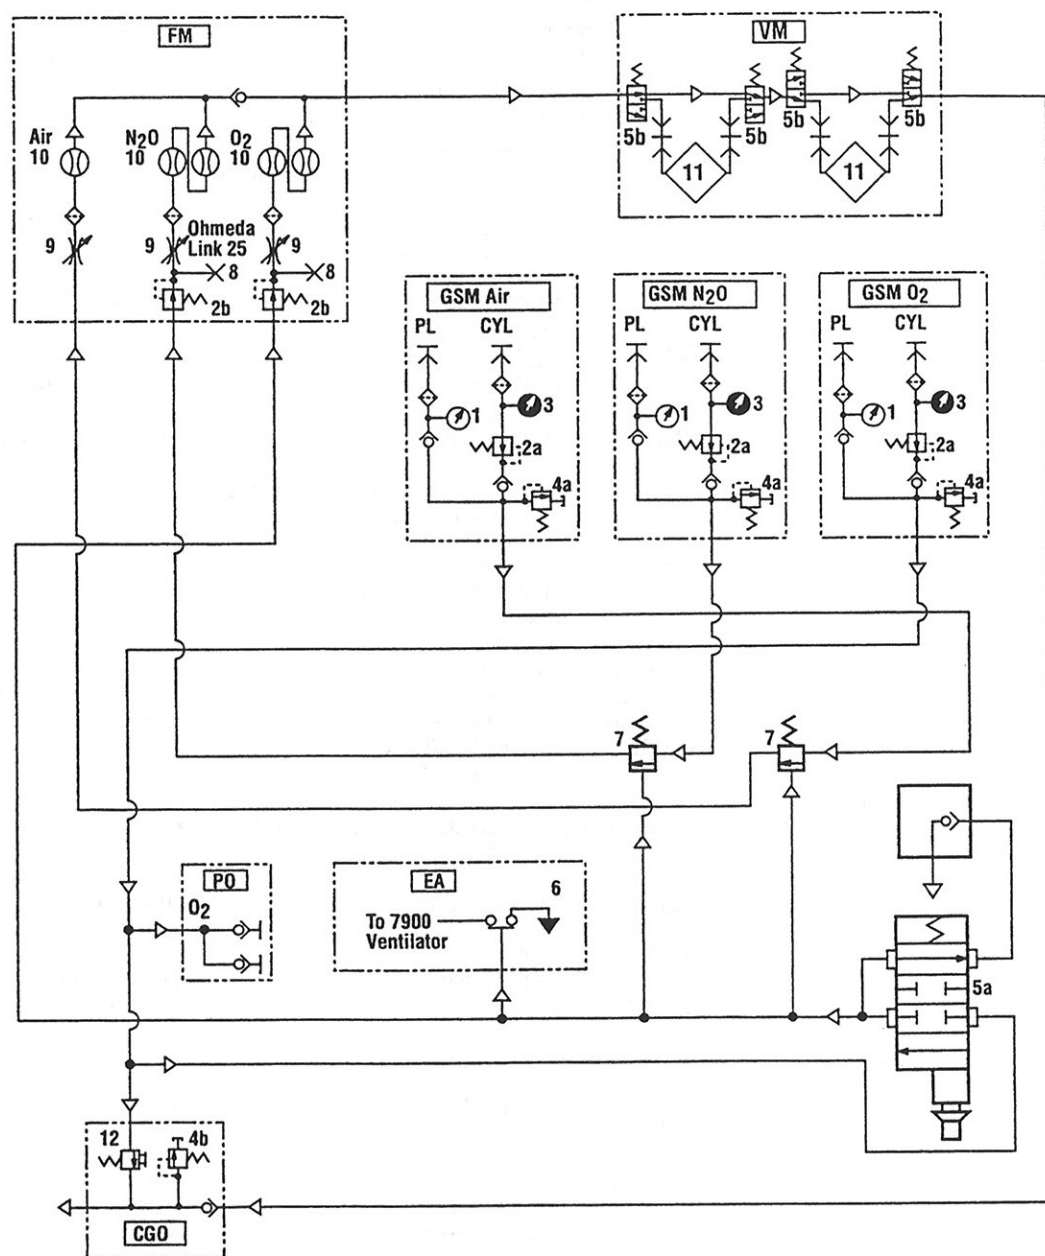 FM
VM
Air
10
N2O
10
O2
10
5b
5b
5b
5b
11
11
9
9
Ohmeda
Link 25
9
8
8
2b
2b
GSM Air
GSM N2O
GSM O2
PL
CYL
PL
CYL
PL
CYL
1
3
1
3
1
3
2a
2a
2a
4a
4a
4a
7
7
PO
O2
EA
6
To 7900
Ventilator
5a
12
4b
CGO